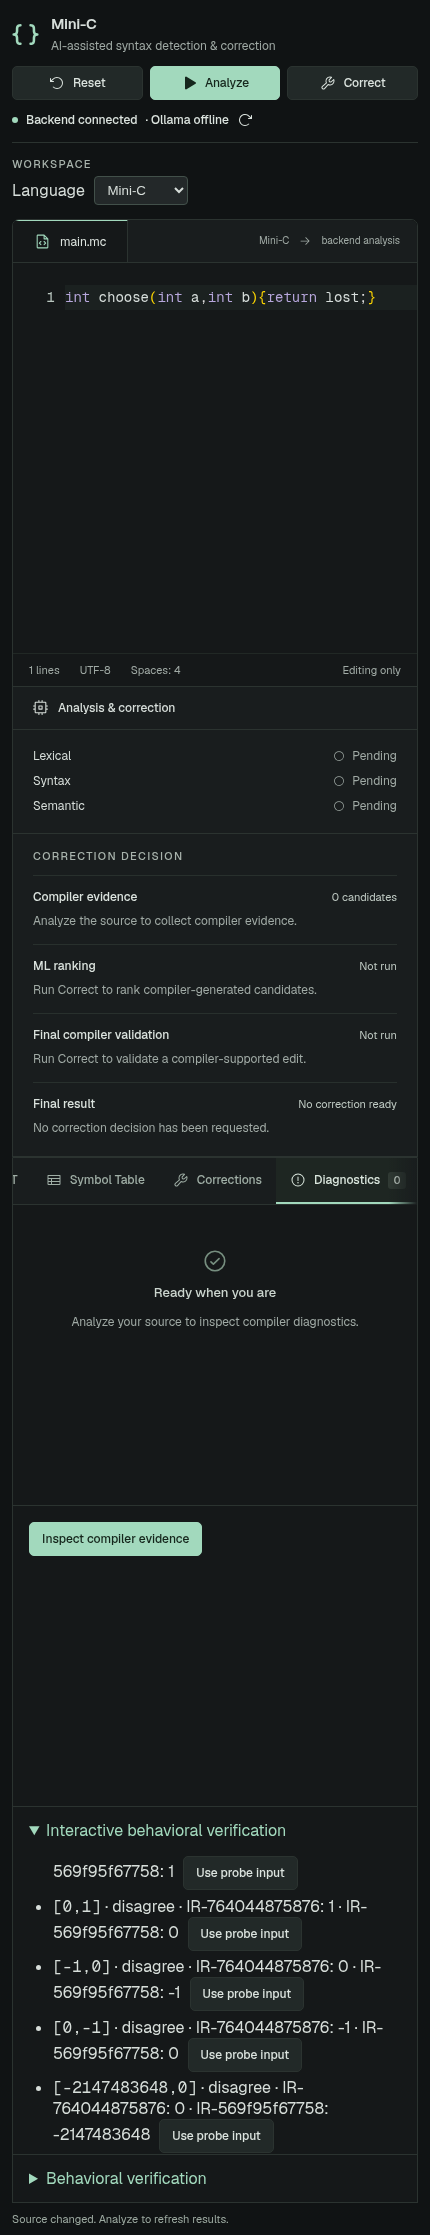 Mini-C
AI-assisted syntax detection & correction
Reset
Analyze
Correct
Backend connected · Ollama offline
WORKSPACE
Language
Mini-C
main.mc
Mini-C → backend analysis
1 int choose(int a,int b){return lost;}
1 lines UTF-8 Spaces: 4 Editing only
Analysis & correction
Lexical Pending
Syntax Pending
Semantic Pending
CORRECTION DECISION
Compiler evidence 0 candidates
Analyze the source to collect compiler evidence.
ML ranking Not run
Run Correct to rank compiler-generated candidates.
Final compiler validation Not run
Run Correct to validate a compiler-supported edit.
Final result No correction ready
No correction decision has been requested.
T Symbol Table Corrections Diagnostics 0
Ready when you are
Analyze your source to inspect compiler diagnostics.
Inspect compiler evidence
▼ Interactive behavioral verification
569f95f67758: 1 Use probe input
• [0,1] · disagree · IR-764044875876: 1 · IR-
569f95f67758: 0 Use probe input
• [-1,0] · disagree · IR-764044875876: 0 · IR-
569f95f67758: -1 Use probe input
• [0,-1] · disagree · IR-764044875876: -1 · IR-
569f95f67758: 0 Use probe input
• [-2147483648,0] · disagree · IR-
764044875876: 0 · IR-569f95f67758:
-2147483648 Use probe input
▶ Behavioral verification
Source changed. Analyze to refresh results.